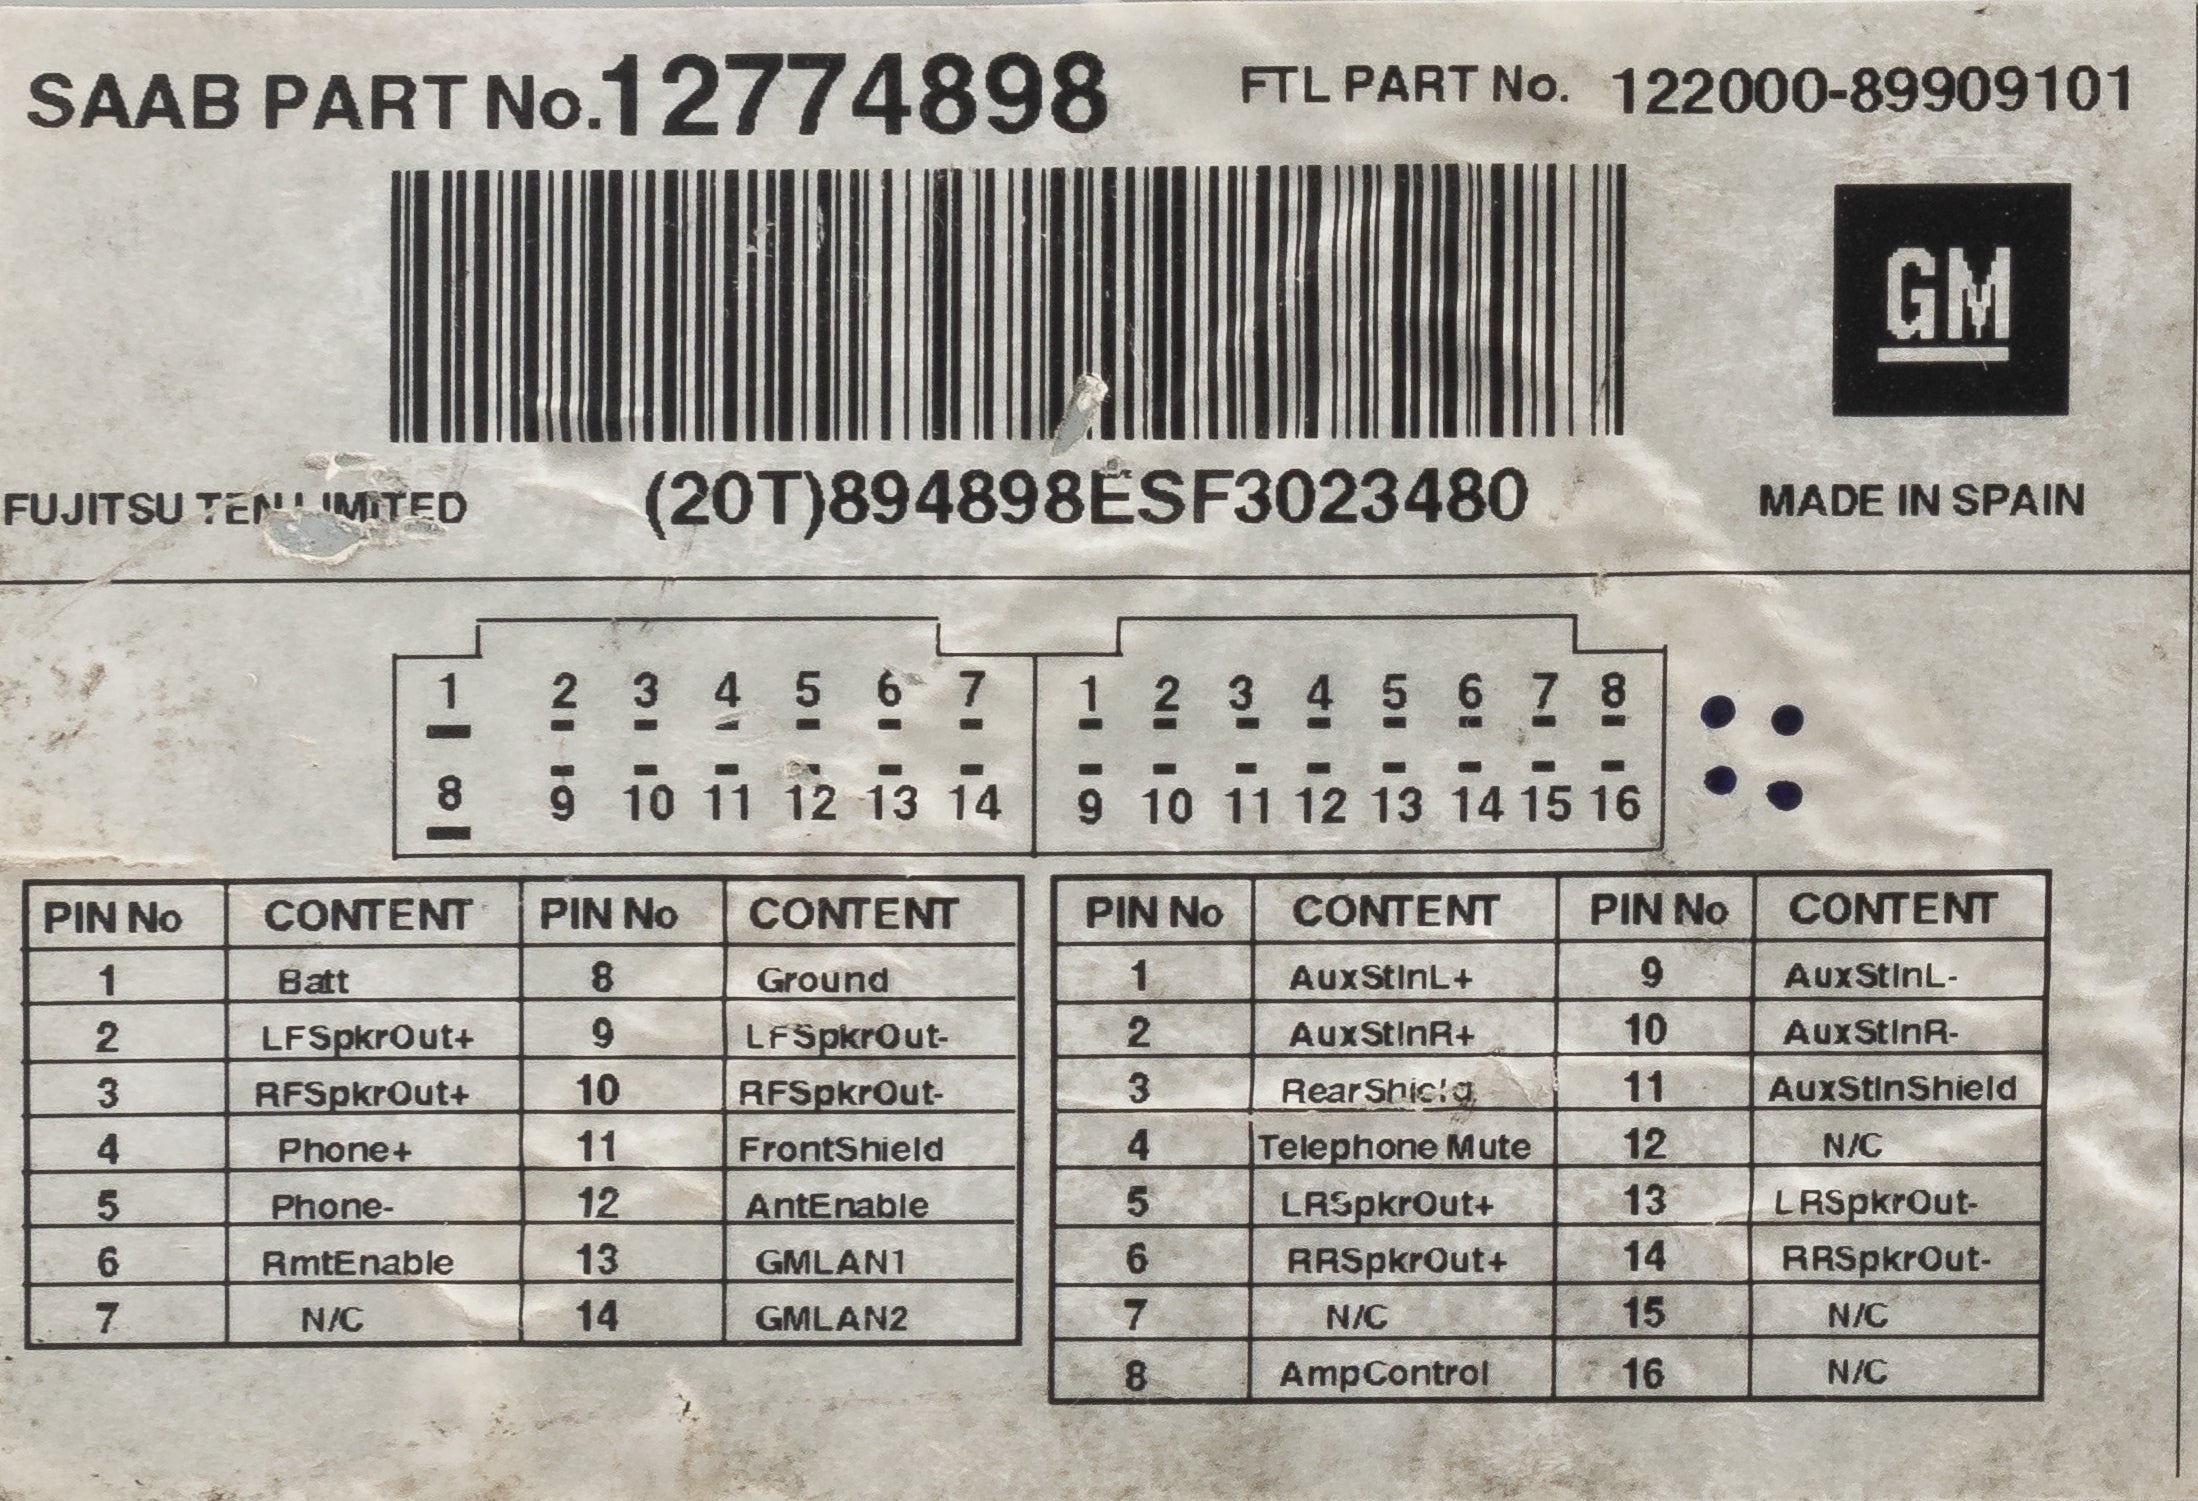 SAAB PART No.12774898 FTL PART No. 122000-89909101
GM
FUJITSU TEN LIMITED (20T)894898ESF3023480 MADE IN SPAIN
1 2 3 4 5 6 7 1 2 3 4 5 6 7 8
8 9 10 11 12 13 14 9 10 11 12 13 14 15 16
PIN No CONTENT PIN No CONTENT
1 Batt 8 Ground
2 LFSpkrOut+ 9 LFSpkrOut-
3 RFSpkrOut+ 10 RFSpkrOut-
4 Phone+ 11 FrontShield
5 Phone- 12 AntEnable
6 RmtEnable 13 GMLAN1
7 N/C 14 GMLAN2
PIN No CONTENT PIN No CONTENT
1 AuxStInL+ 9 AuxStInL-
2 AuxStInR+ 10 AuxStInR-
3 RearShield 11 AuxStInShield
4 Telephone Mute 12 N/C
5 LRSpkrOut+ 13 LRSpkrOut-
6 RRSpkrOut+ 14 RRSpkrOut-
7 N/C 15 N/C
8 AmpControl 16 N/C